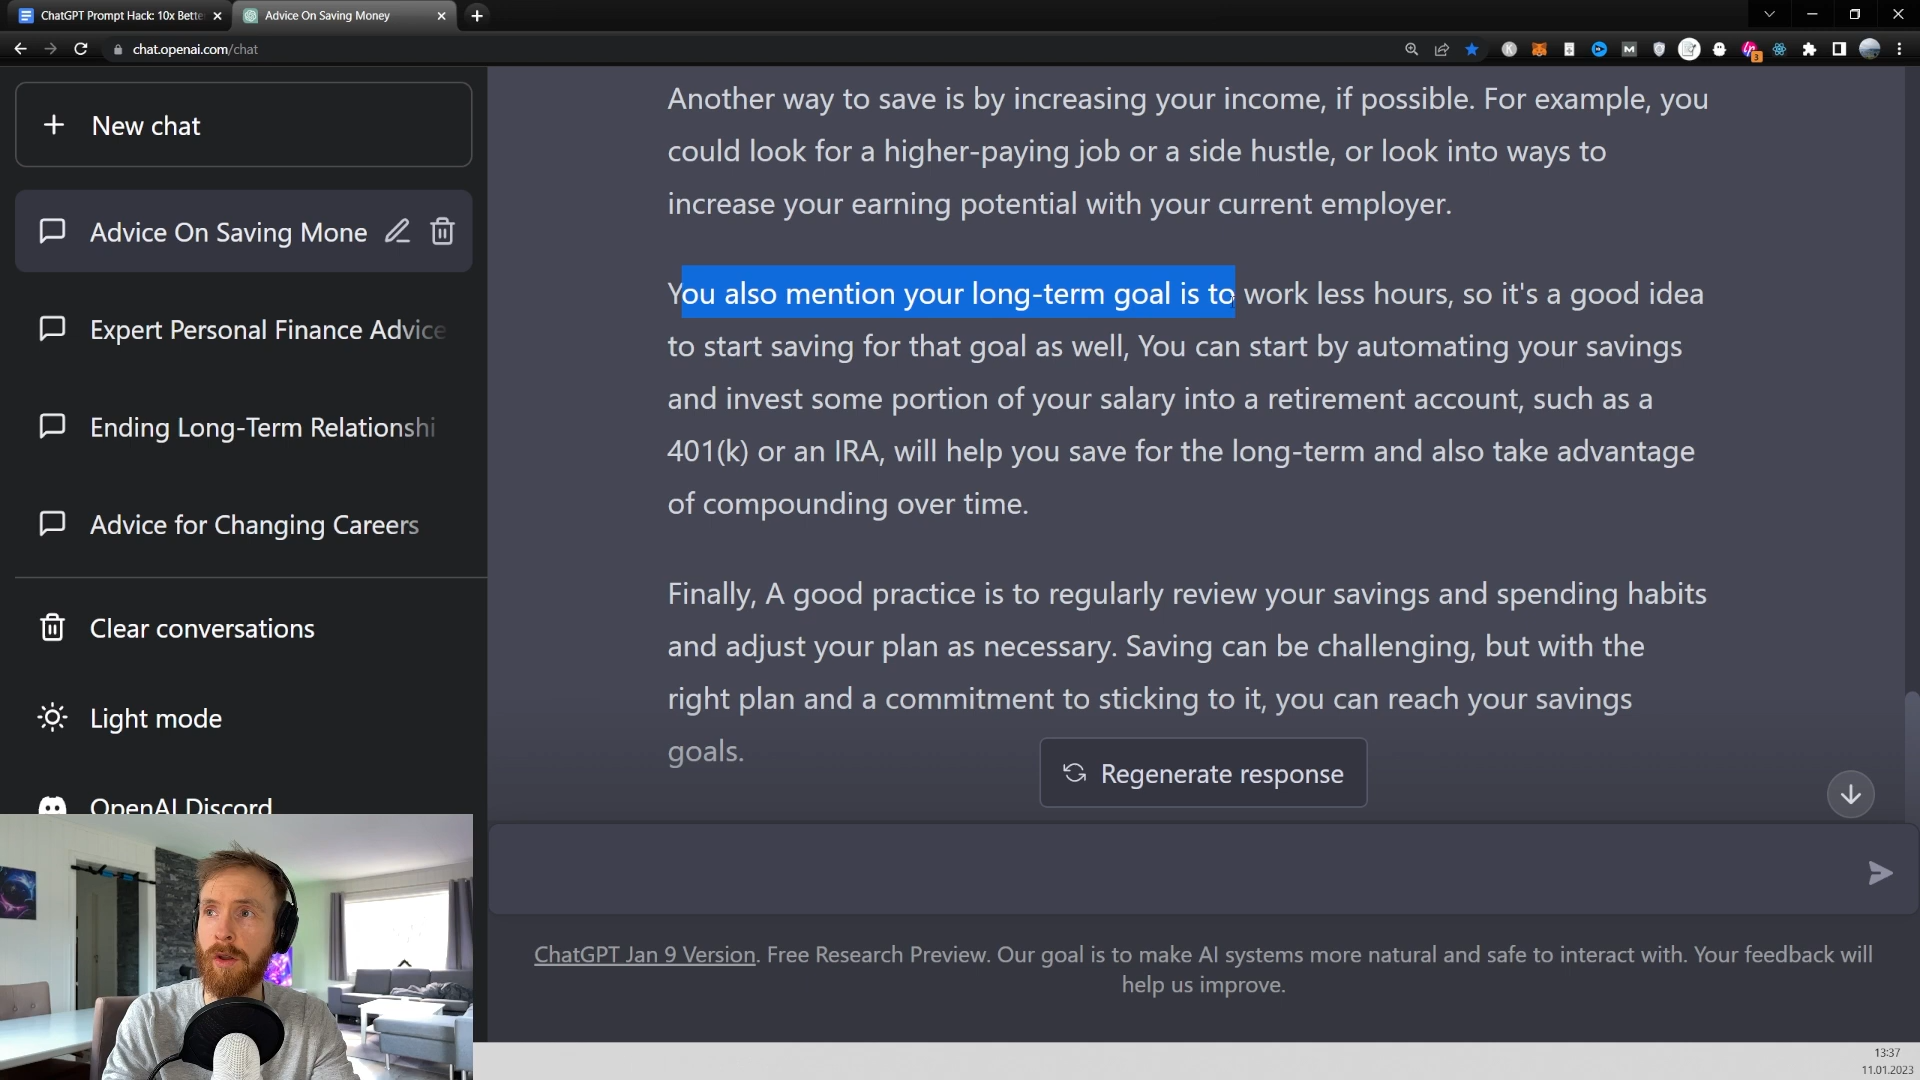 ChatGPT Prompt Hack: 10x Bette
Advice On Saving Money
chat.openai.com/chat
New chat
Advice On Saving Mone
Expert Personal Finance Advice
Ending Long-Term Relationshi
Advice for Changing Careers
Clear conversations
Light mode
OpenAI Discord
Another way to save is by increasing your income, if possible. For example, you
could look for a higher-paying job or a side hustle, or look into ways to
increase your earning potential with your current employer.
You also mention your long-term goal is to work less hours, so it's a good idea
to start saving for that goal as well, You can start by automating your savings
and invest some portion of your salary into a retirement account, such as a
401(k) or an IRA, will help you save for the long-term and also take advantage
of compounding over time.
Finally, A good practice is to regularly review your savings and spending habits
and adjust your plan as necessary. Saving can be challenging, but with the
right plan and a commitment to sticking to it, you can reach your savings
goals.
Regenerate response
ChatGPT Jan 9 Version. Free Research Preview. Our goal is to make AI systems more natural and safe to interact with. Your feedback will
help us improve.
13:37
11.01.2023